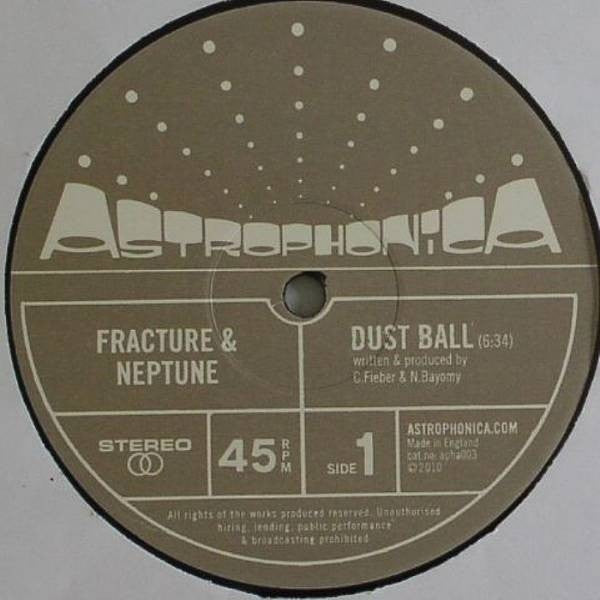 ASTROPHONiCA
FRACTURE &
NEPTUNE
DUST BALL (6:34)
written & produced by
C.Fieber & N.Bayomy
STEREO
45 RPM
SIDE 1
ASTROPHONICA.COM
Made in England
cat.no: apha003
©2010
All rights of the works produced reserved. Unauthorised
hiring, lending, public performance
& broadcasting prohibited